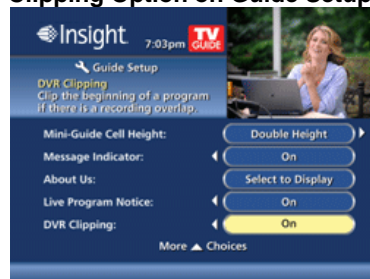 Clipping Option on Guide Setup
Insight. 7:03pm TV GUIDE
Guide Setup
DVR Clipping
Clip the beginning of a program
if there is a recording overlap.
Mini-Guide Cell Height: Double Height
Message Indicator: On
About Us: Select to Display
Live Program Notice: On
DVR Clipping: On
More Choices